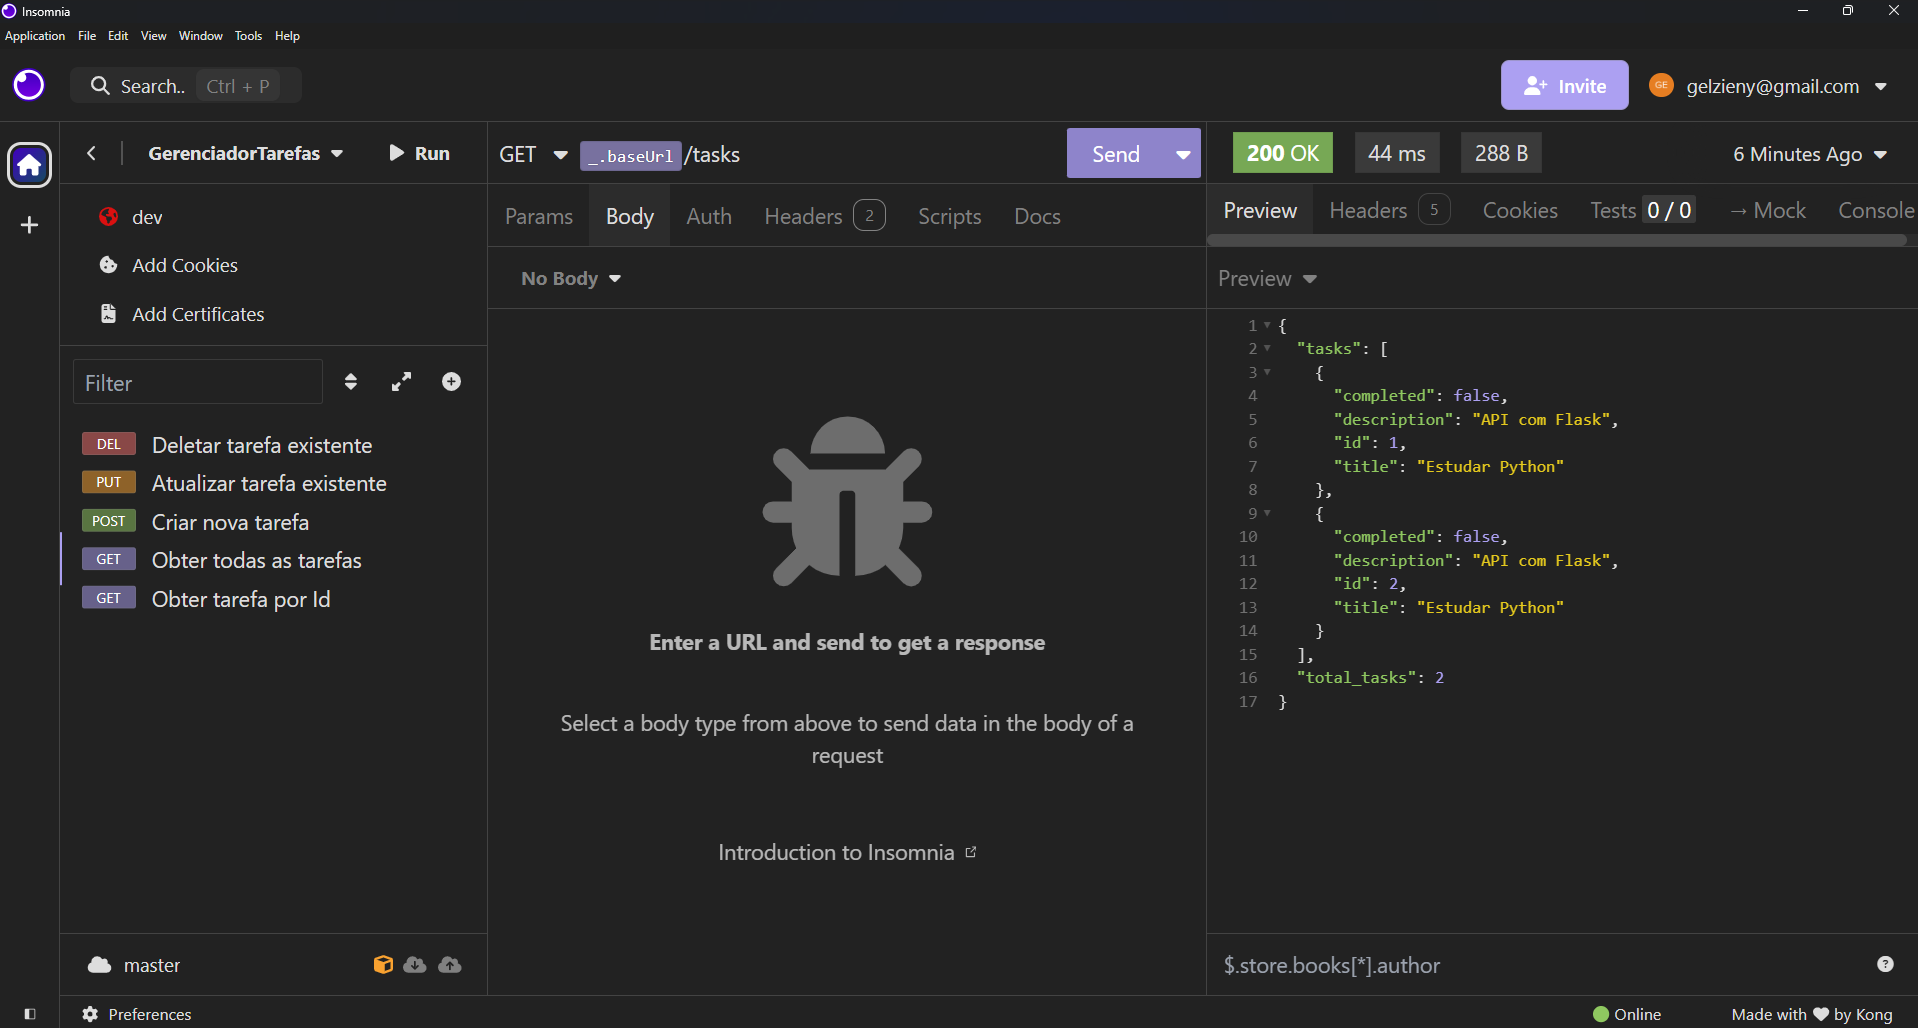 Insomnia
Application File Edit View Window Tools Help
Search.. Ctrl + P
Invite
GE gelzieny@gmail.com
GerenciadorTarefas Run
dev
Add Cookies
Add Certificates
Filter
DEL Deletar tarefa existente
PUT Atualizar tarefa existente
POST Criar nova tarefa
GET Obter todas as tarefas
GET Obter tarefa por Id
master
GET _.baseUrl /tasks Send
Params Body Auth Headers 2 Scripts Docs
No Body
Enter a URL and send to get a response
Select a body type from above to send data in the body of a
request
Introduction to Insomnia
200 OK 44 ms 288 B 6 Minutes Ago
Preview Headers 5 Cookies Tests 0 / 0 → Mock Console
Preview
1 {
2 "tasks": [
3 {
4 "completed": false,
5 "description": "API com Flask",
6 "id": 1,
7 "title": "Estudar Python"
8 },
9 {
10 "completed": false,
11 "description": "API com Flask",
12 "id": 2,
13 "title": "Estudar Python"
14 }
15 ],
16 "total_tasks": 2
17 }
$.store.books[*].author ?
Preferences Online Made with ♥ by Kong